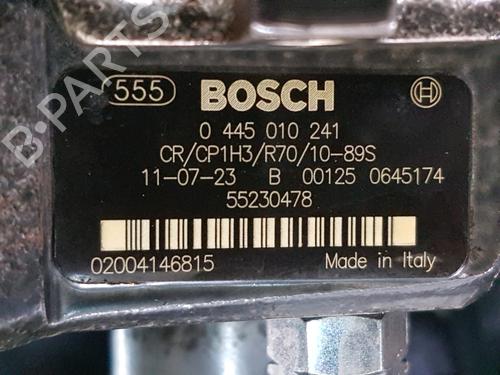 555 BOSCH
0 445 010 241
CR/CP1H3/R70/10-89S
11-07-23 B 00125 0645174
55230478
02004146815 Made in Italy
B-PARTS